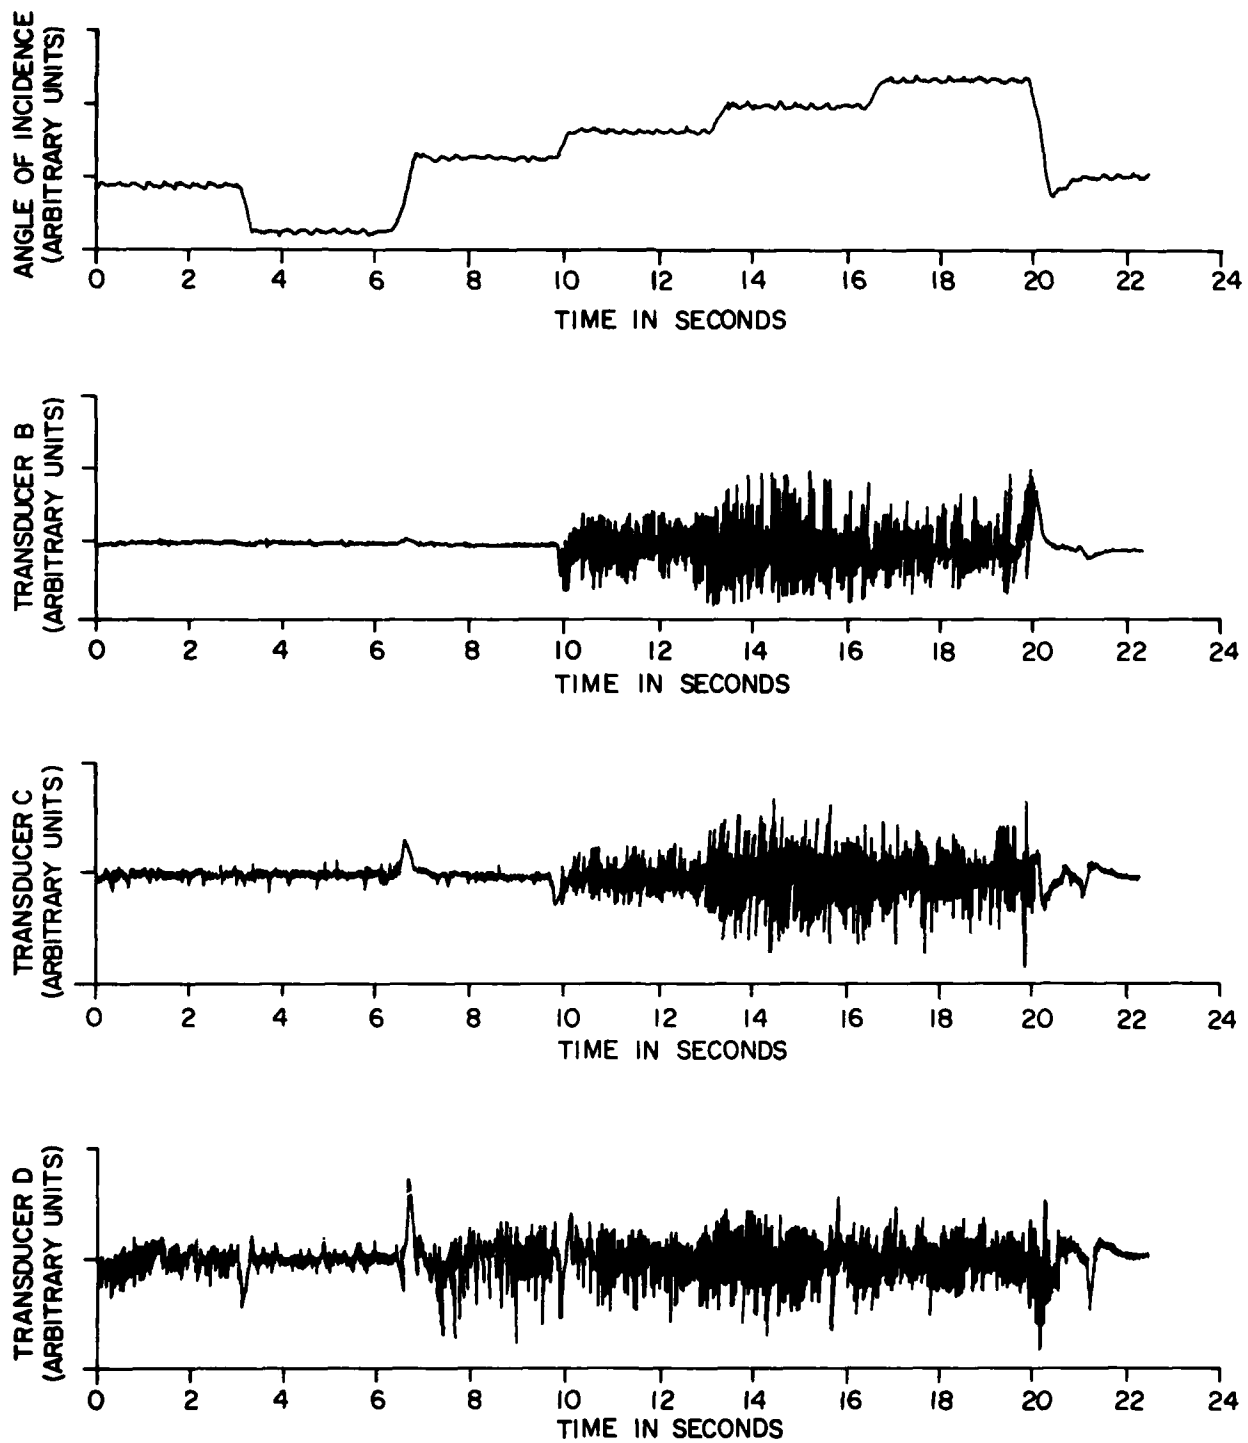 ANGLE OF INCIDENCE
(ARBITRARY UNITS)
0 2 4 6 8 10 12 14 16 18 20 22 24
TIME IN SECONDS
TRANSDUCER B
(ARBITRARY UNITS)
0 2 4 6 8 10 12 14 16 18 20 22 24
TIME IN SECONDS
TRANSDUCER C
(ARBITRARY UNITS)
0 2 4 6 8 10 12 14 16 18 20 22 24
TIME IN SECONDS
TRANSDUCER D
(ARBITRARY UNITS)
0 2 4 6 8 10 12 14 16 18 20 22 24
TIME IN SECONDS